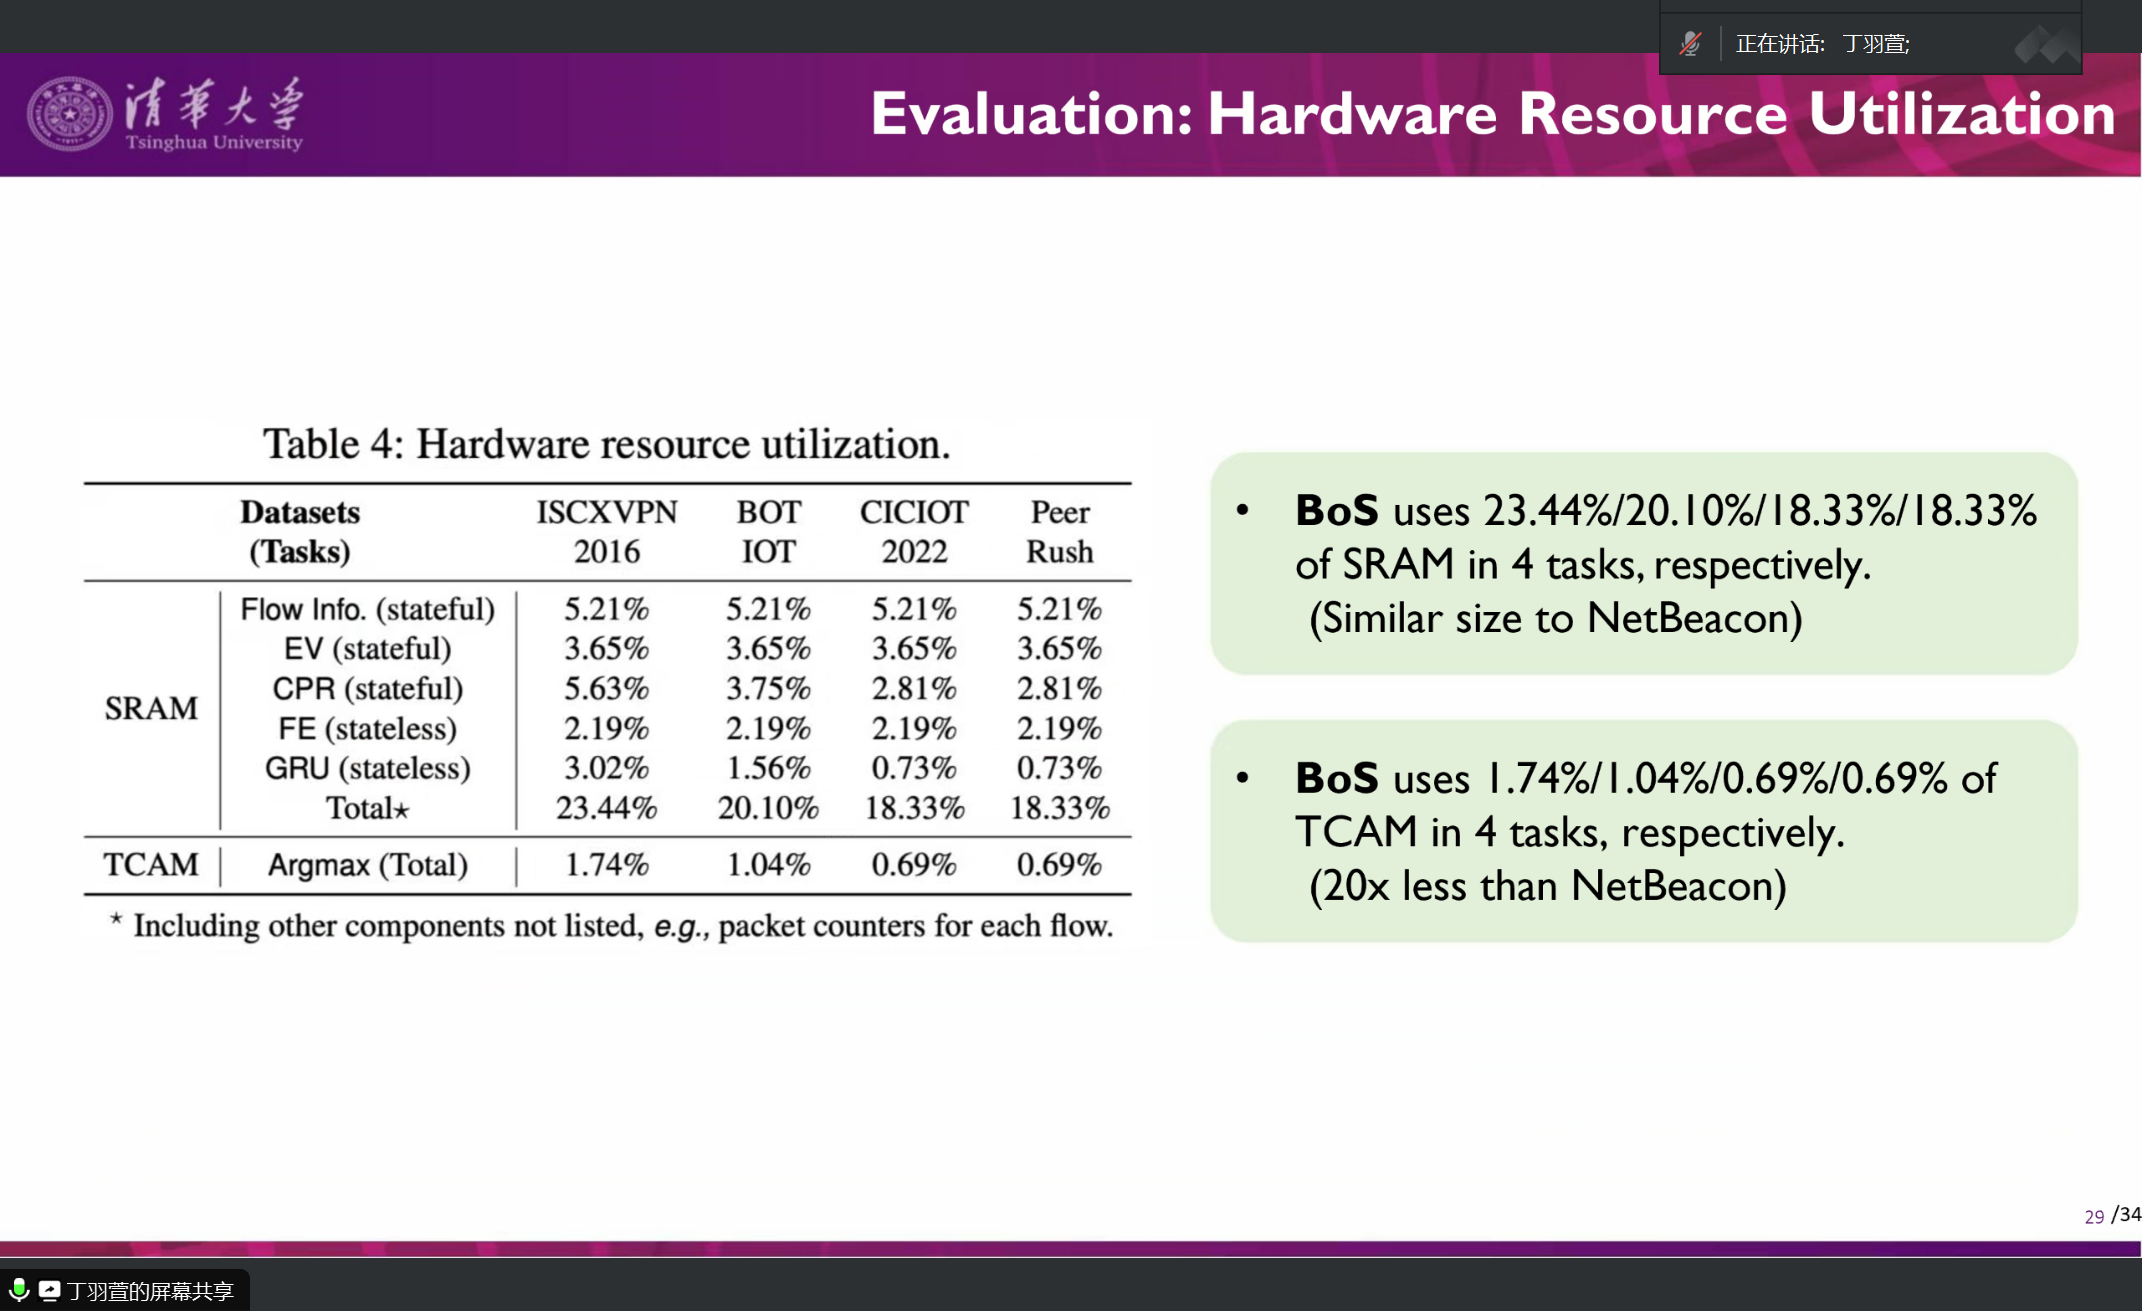 正在讲话: 丁羽萱;
清华大学
Tsinghua University
Evaluation: Hardware Resource Utilization
Table 4: Hardware resource utilization.
Datasets ISCXVPN BOT CICIOT Peer
(Tasks) 2016 IOT 2022 Rush
Flow Info. (stateful) 5.21% 5.21% 5.21% 5.21%
EV (stateful) 3.65% 3.65% 3.65% 3.65%
CPR (stateful) 5.63% 3.75% 2.81% 2.81%
SRAM
FE (stateless) 2.19% 2.19% 2.19% 2.19%
GRU (stateless) 3.02% 1.56% 0.73% 0.73%
Total⋆ 23.44% 20.10% 18.33% 18.33%
TCAM Argmax (Total) 1.74% 1.04% 0.69% 0.69%
* Including other components not listed, e.g., packet counters for each flow.
• BoS uses 23.44%/20.10%/18.33%/18.33%
of SRAM in 4 tasks, respectively.
(Similar size to NetBeacon)
• BoS uses 1.74%/1.04%/0.69%/0.69% of
TCAM in 4 tasks, respectively.
(20x less than NetBeacon)
29 /34
丁羽萱的屏幕共享